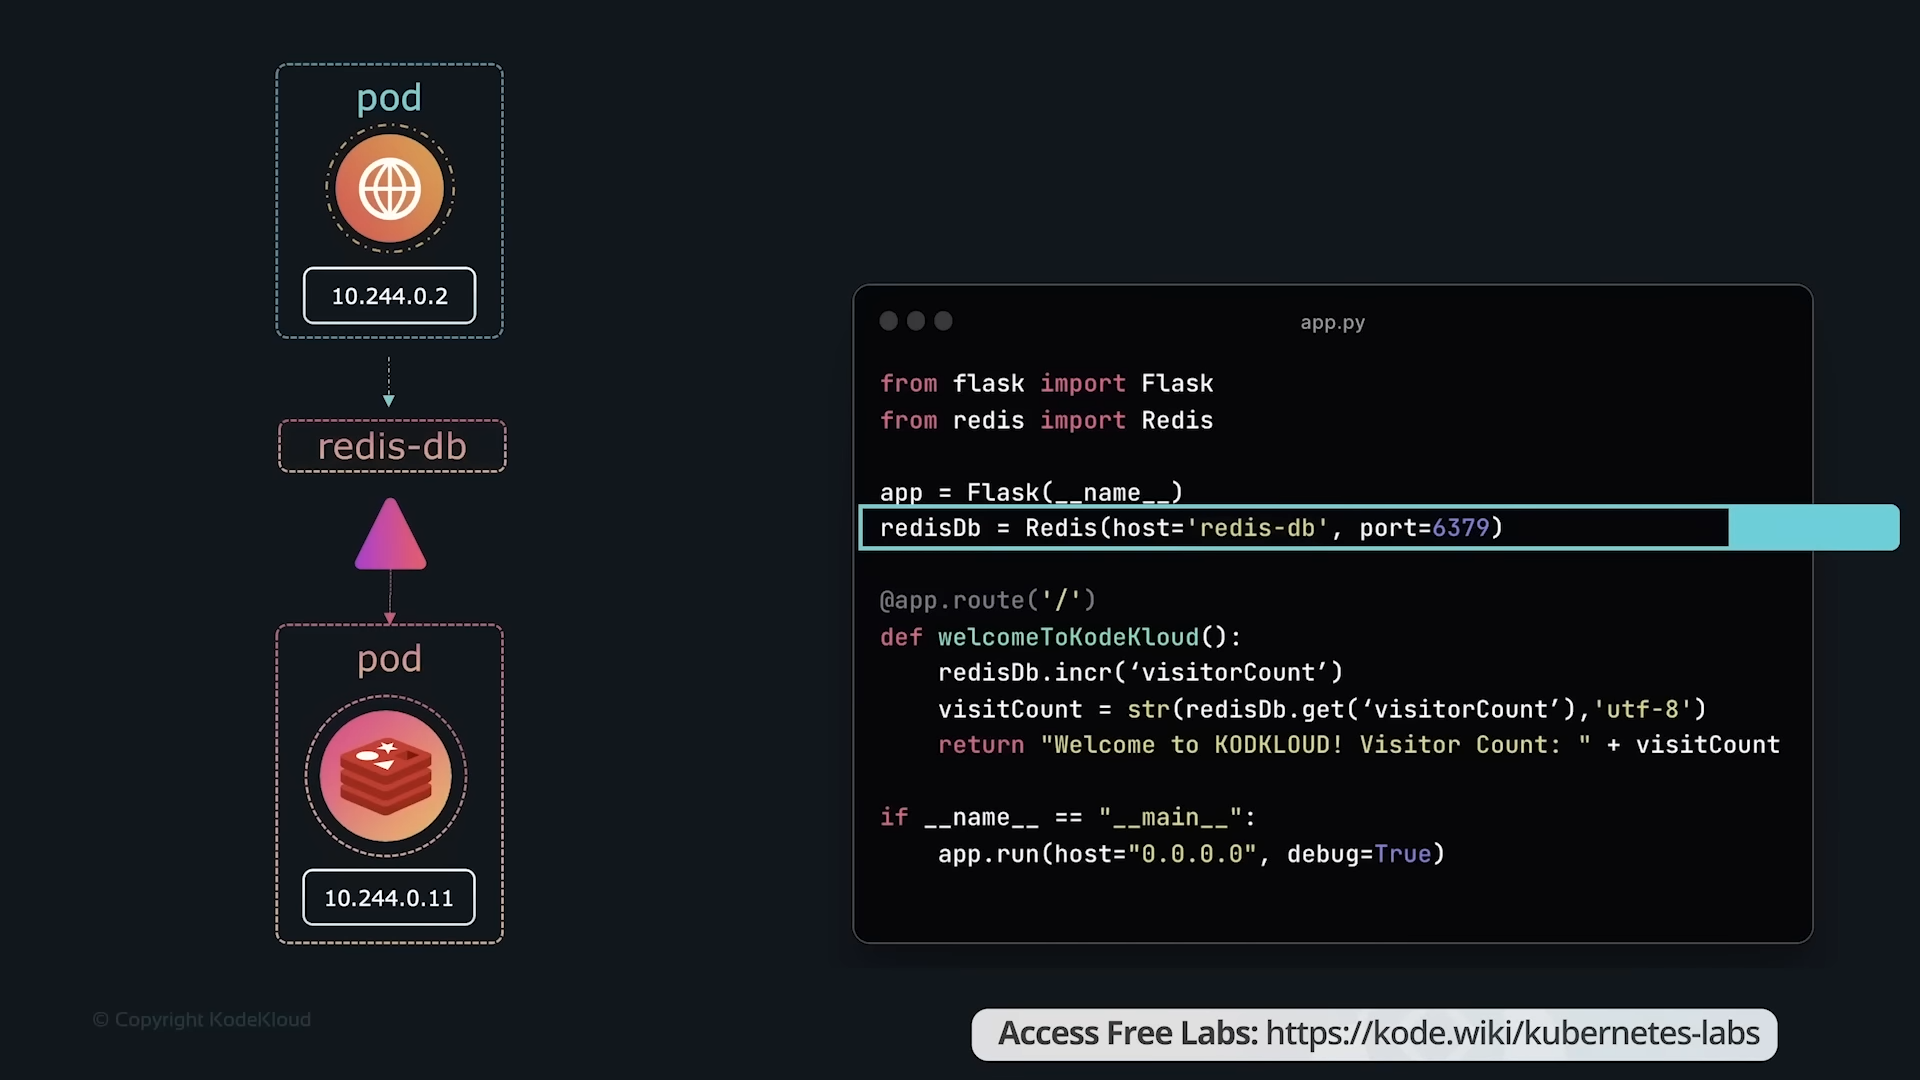 pod
10.244.0.2
redis-db
pod
10.244.0.11
app.py
from flask import Flask
from redis import Redis
app = Flask(__name__)
redisDb = Redis(host='redis-db', port=6379)
@app.route('/')
def welcomeToKodeKloud():
    redisDb.incr(‘visitorCount’)
    visitCount = str(redisDb.get(‘visitorCount’),'utf-8')
    return "Welcome to KODKLOUD! Visitor Count: " + visitCount
if __name__ == "__main__":
    app.run(host="0.0.0.0", debug=True)
© Copyright KodeKloud
Access Free Labs: https://kode.wiki/kubernetes-labs